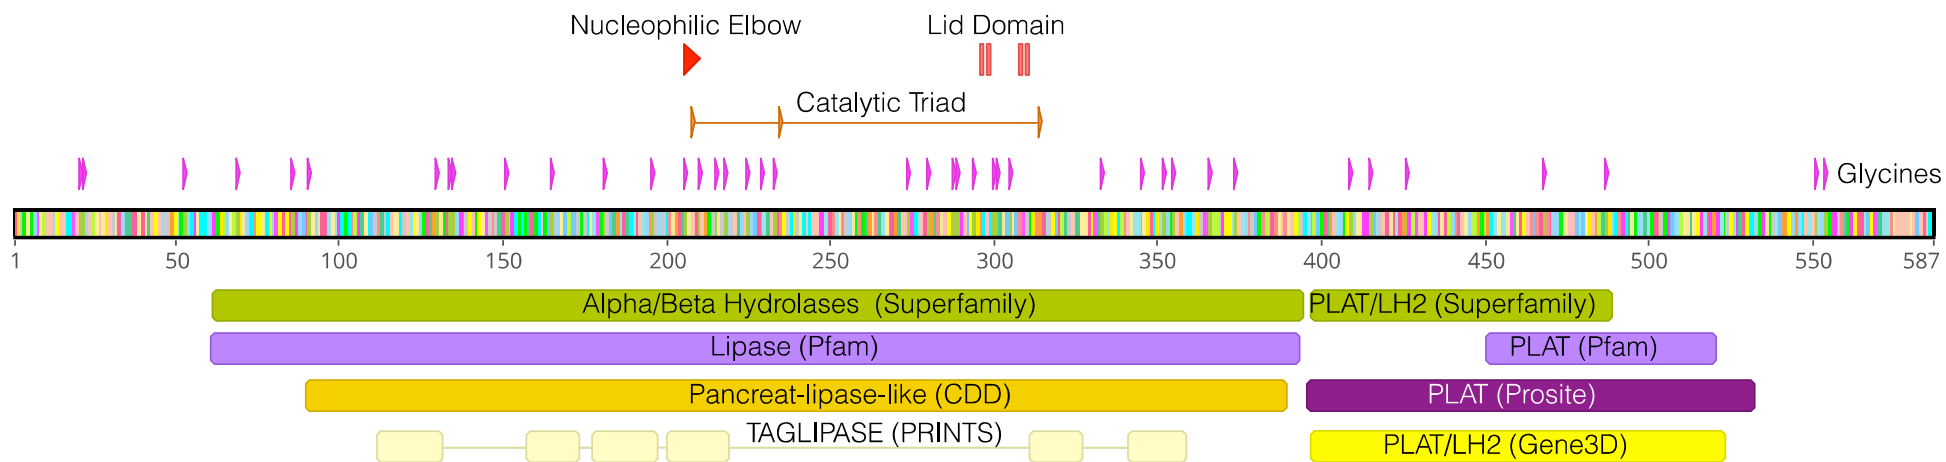 Nucleophilic Elbow Lid Domain
Catalytic Triad
Glycines
1 50 100 150 200 250 300 350 400 450 500 550 587
Alpha/Beta Hydrolases (Superfamily) PLAT/LH2 (Superfamily)
Lipase (Pfam) PLAT (Pfam)
Pancreat-lipase-like (CDD) PLAT (Prosite)
TAGLIPASE (PRINTS) PLAT/LH2 (Gene3D)